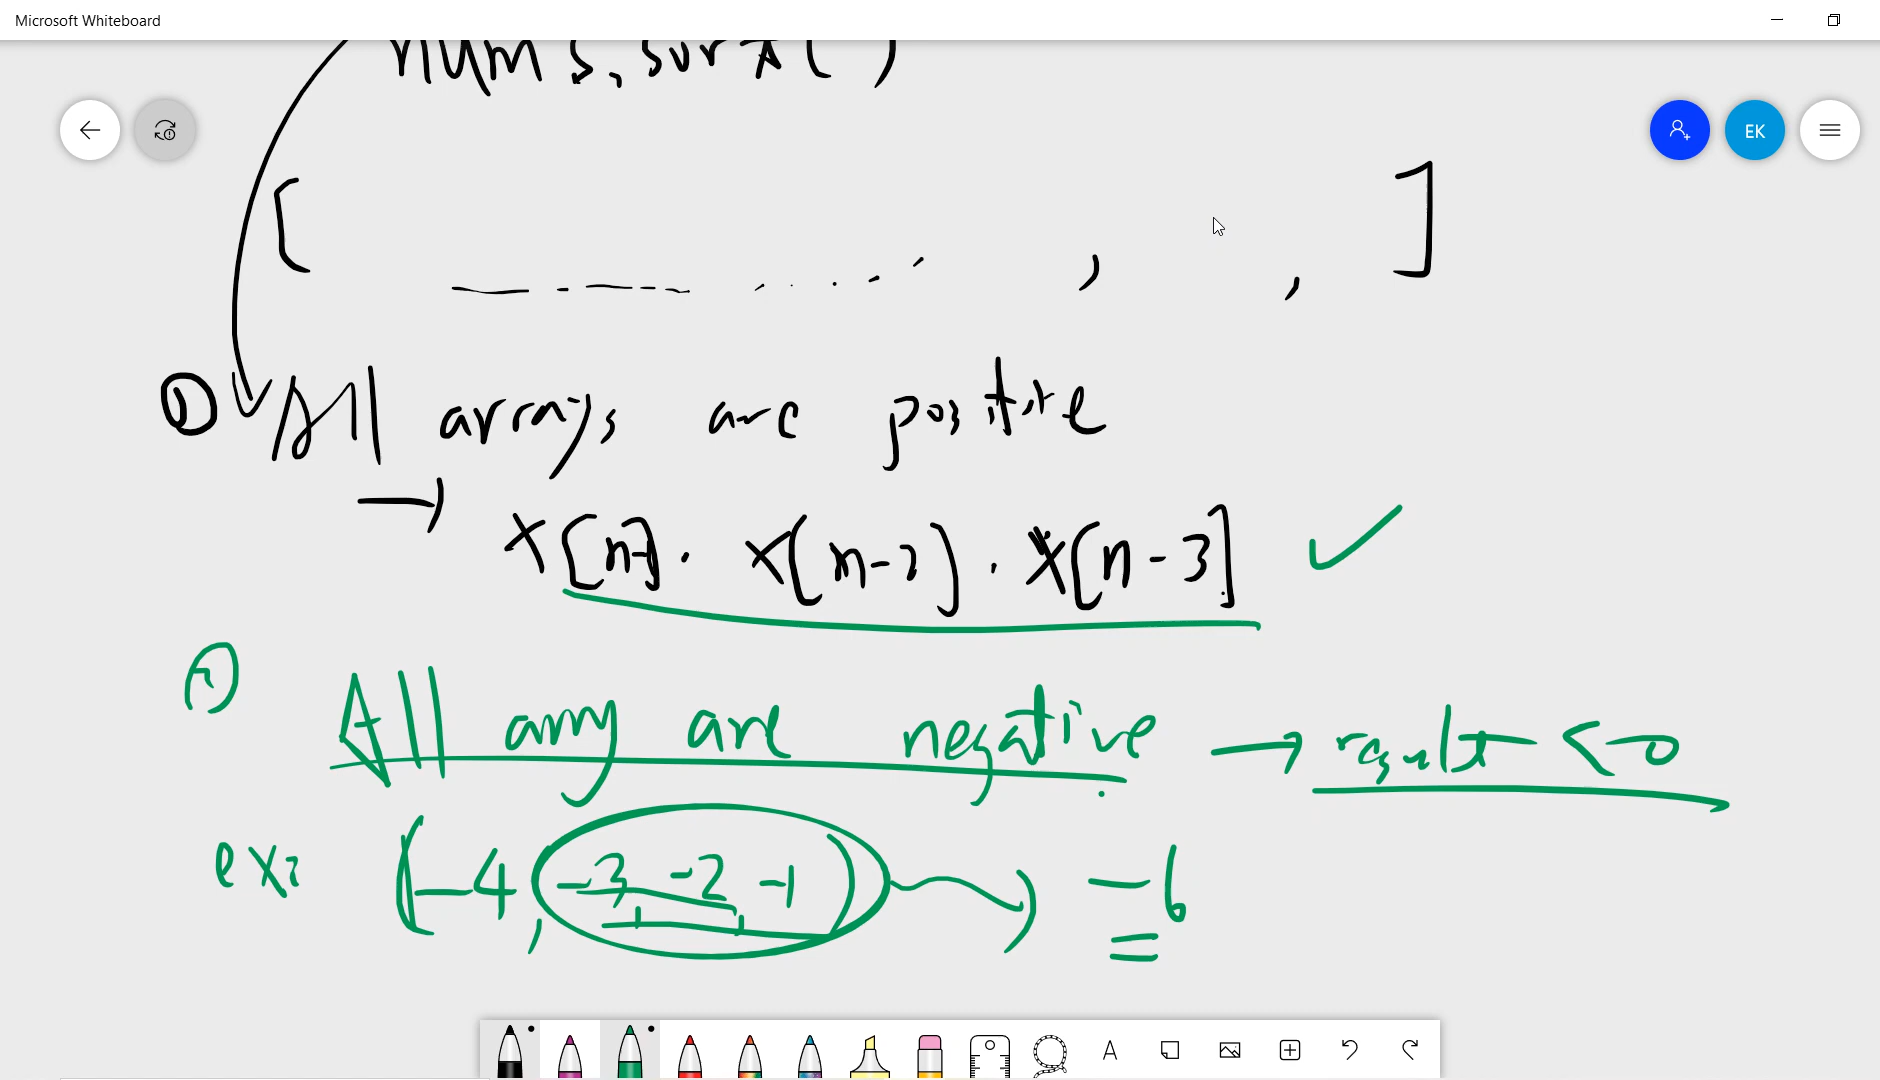 Microsoft Whiteboard
nums.sort()
EK
[ , , ]
① All arrays are positive
→ x[n-1] · x[n-2] · x[n-3] ✓
② All array are negative → result < 0
ex: (-4, -3, -2, -1) → -6
A